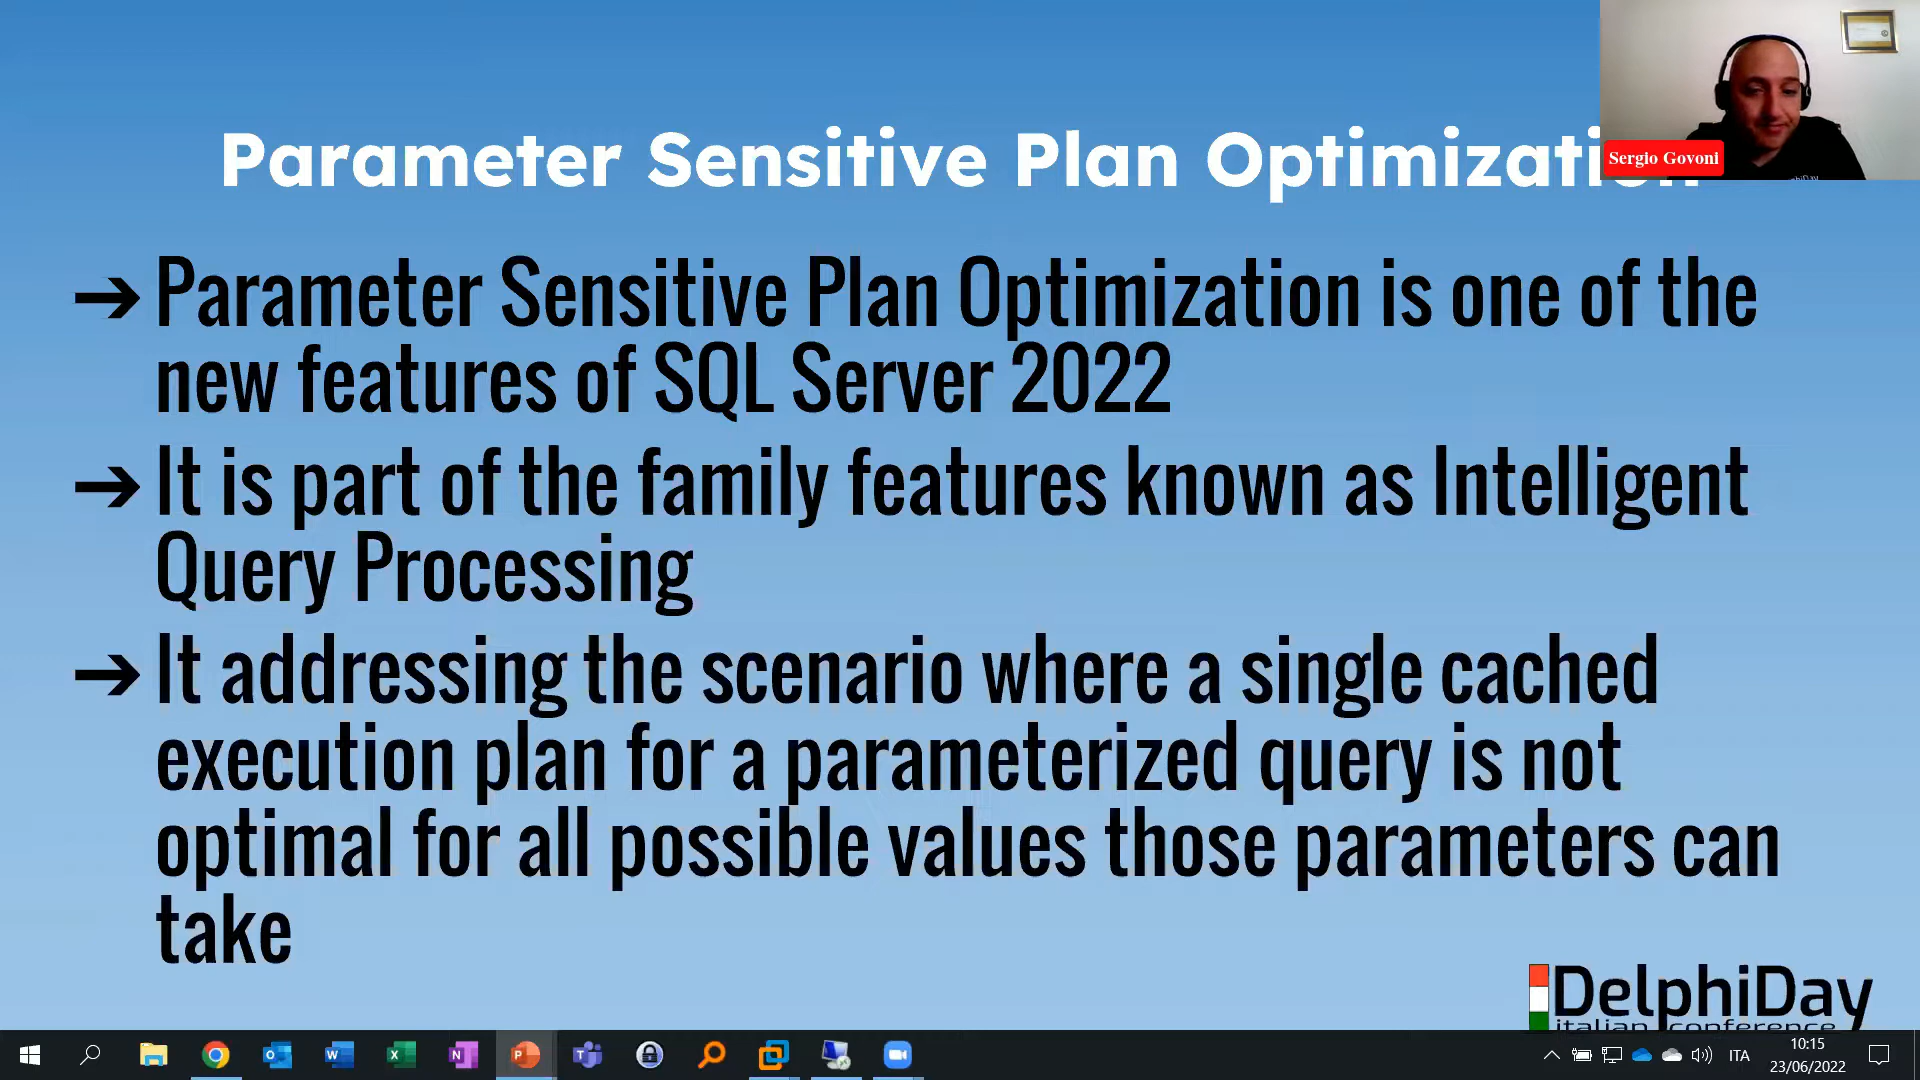 Parameter Sensitive Plan Optimization
Sergio Govoni
➔ Parameter Sensitive Plan Optimization is one of the
new features of SQL Server 2022
➔ It is part of the family features known as Intelligent
Query Processing
➔ It addressing the scenario where a single cached
execution plan for a parameterized query is not
optimal for all possible values those parameters can
take
DelphiDay
italian conference
ITA
10:15
23/06/2022